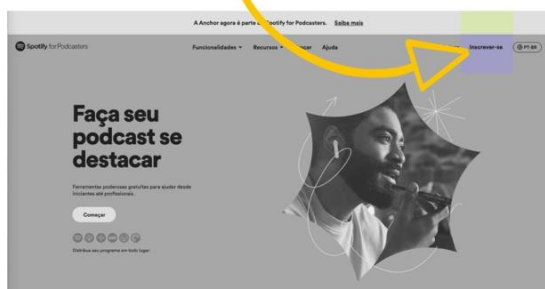 A Anchor agora é parte Spotify for Podcasters. Saiba mais
Spotify for Podcasters
Funcionalidades Recursos Ajuda Inscrever-se PT-BR
Faça seu
podcast se
destacar
Ferramentas poderosas gratuitas para ajudar desde
iniciantes até profissionais.
Começar
Distribua seu programa em todo lugar.